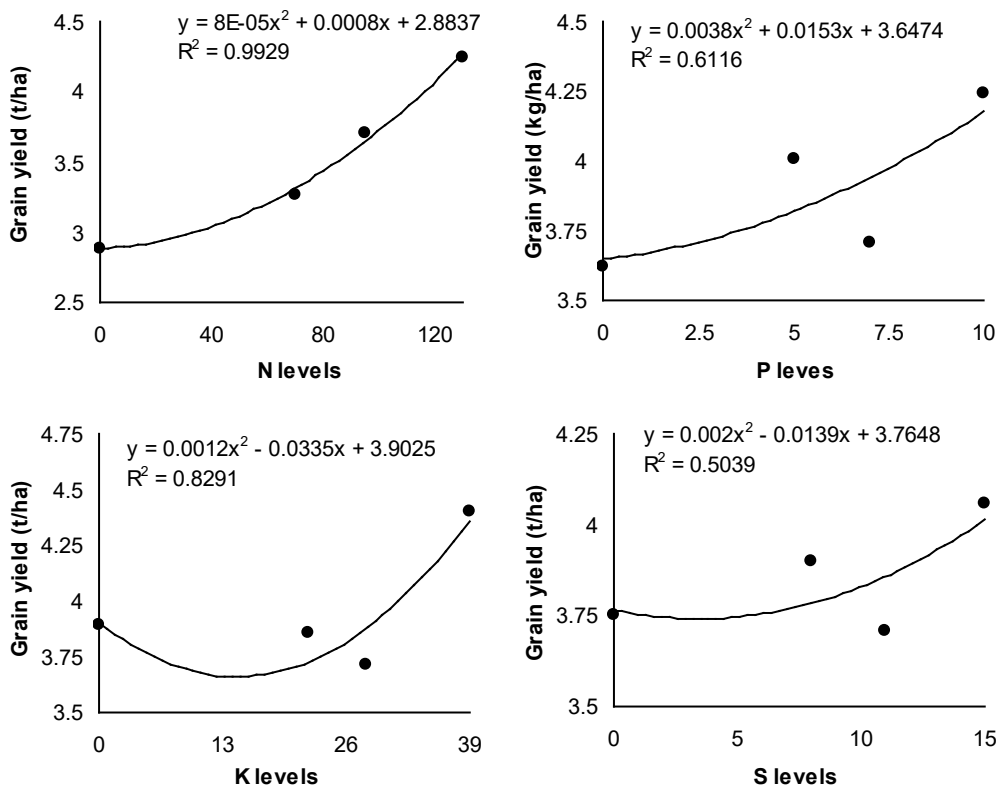 y = 8E-05x² + 0.0008x + 2.8837
R² = 0.9929
4.5
4
3.5
3
2.5
Grain yield (t/ha)
0 40 80 120
N levels
y = 0.0038x² + 0.0153x + 3.6474
R² = 0.6116
4.25
4
3.75
3.5
Grain yield (kg/ha)
0 2.5 5 7.5 10
P leves
y = 0.0012x² - 0.0335x + 3.9025
R² = 0.8291
4.75
4.5
4.25
4
3.75
3.5
Grain yield (t/ha)
0 13 26 39
K levels
y = 0.002x² - 0.0139x + 3.7648
R² = 0.5039
4.25
4
3.75
3.5
Grain yield (t/ha)
0 5 10 15
S levels